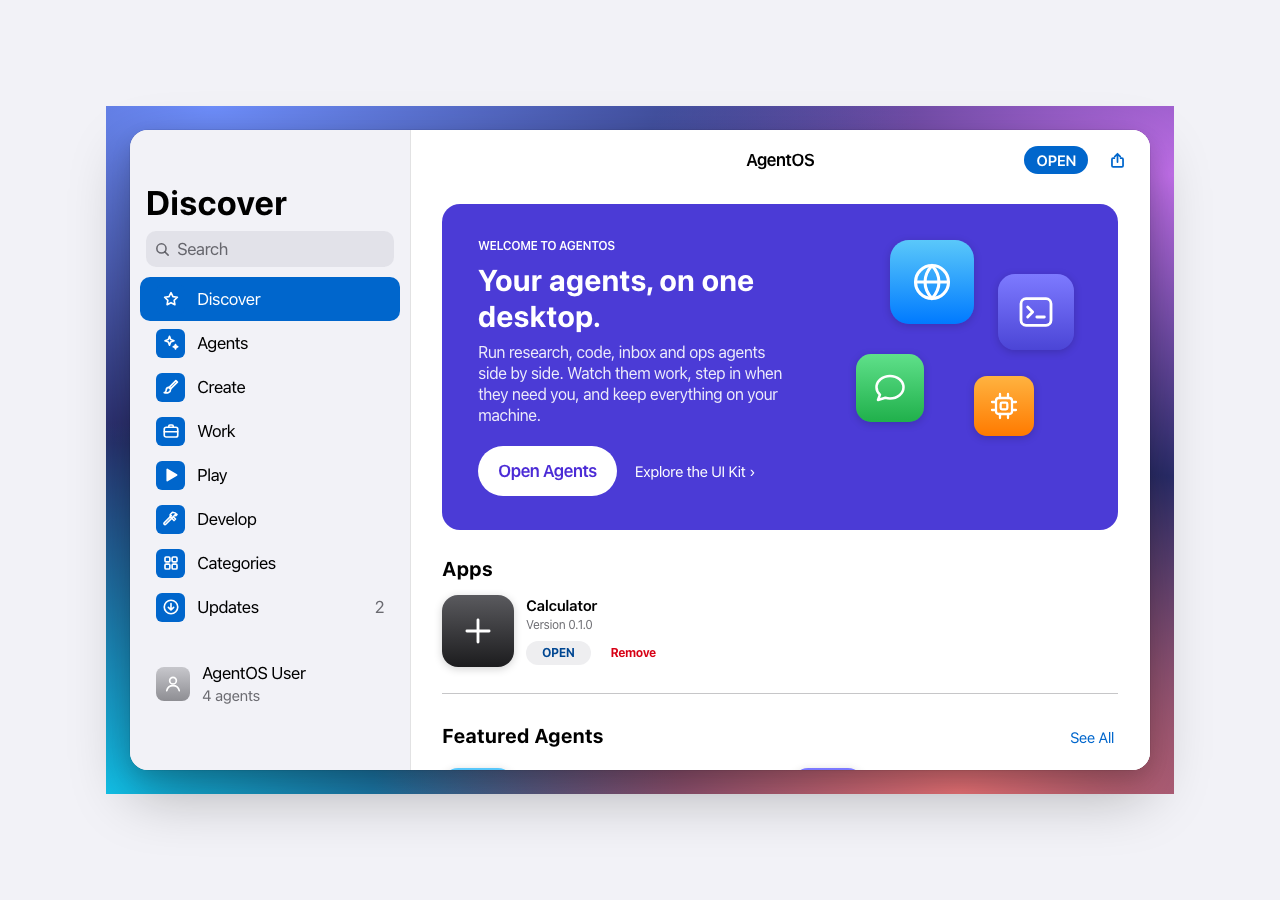 Discover
Search
Discover
Agents
Create
Work
Play
Develop
Categories
Updates 2
AgentOS User
4 agents
AgentOS
OPEN
WELCOME TO AGENTOS
Your agents, on one
desktop.
Run research, code, inbox and ops agents
side by side. Watch them work, step in when
they need you, and keep everything on your
machine.
Open Agents
Explore the UI Kit ›
Apps
Calculator
Version 0.1.0
OPEN
Remove
Featured Agents
See All